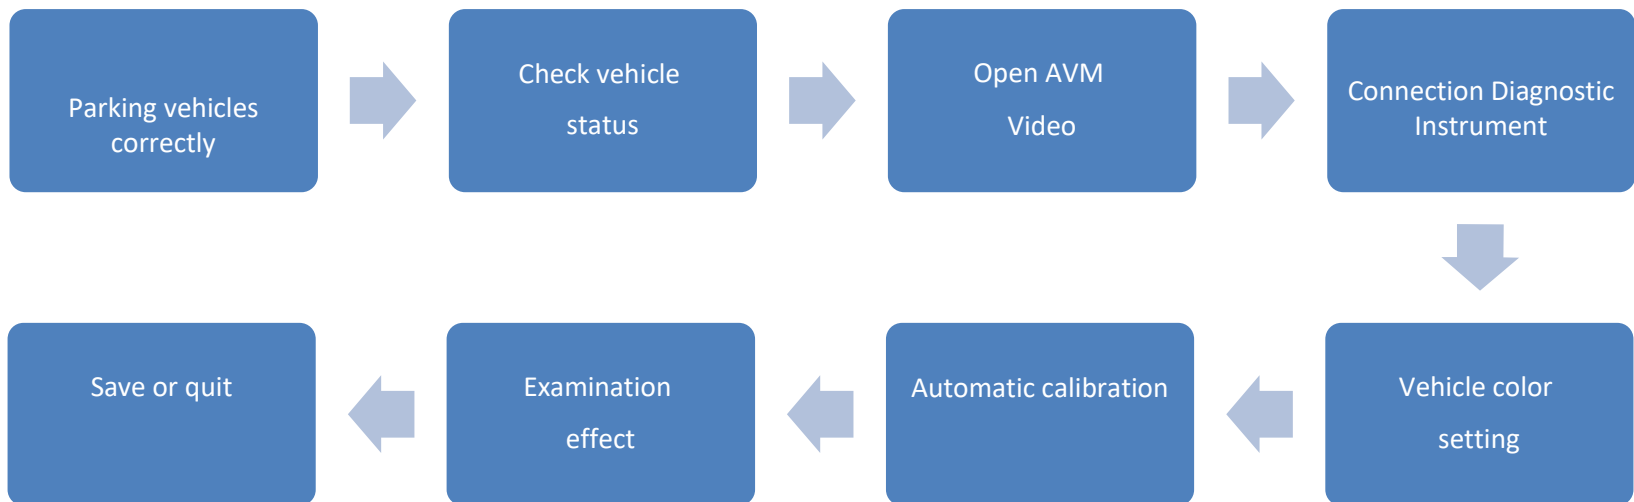 Parking vehicles
correctly
Check vehicle
status
Open AVM
Video
Connection Diagnostic
Instrument
Vehicle color
setting
Automatic calibration
Examination
effect
Save or quit